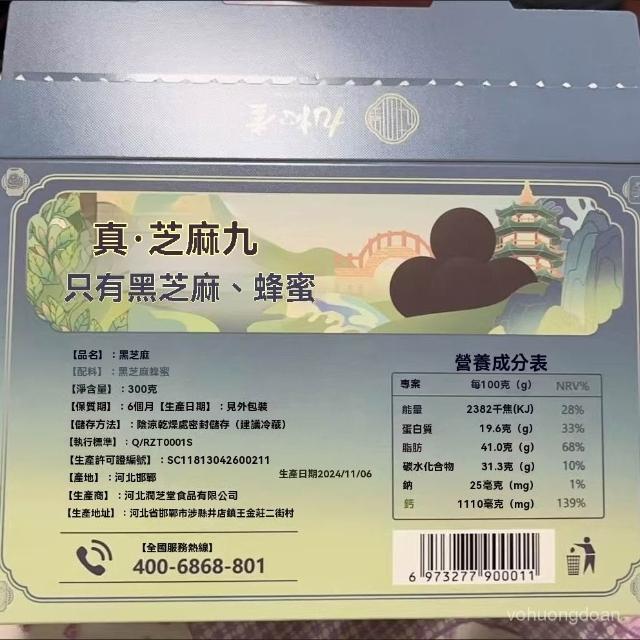 九松堂
真·芝麻九
只有黑芝麻、蜂蜜
【品名】：黑芝麻
【配料】：黑芝麻蜂蜜
【淨含量】：300克
【保質期】：6個月【生產日期】：見外包裝
【儲存方法】：陰涼乾燥處密封儲存（建議冷藏）
【執行標準】：Q/RZT0001S
【生產許可證編號】：SC11813042600211
【產地】：河北邯鄲
生產日期2024/11/06
【生產商】：河北潤芝堂食品有限公司
【生產地址】：河北省邯鄲市涉縣井店鎮王金莊二街村
【全國服務熱線】
400-6868-801
營養成分表
專案 每100克（g） NRV%
能量 2382千焦(KJ) 28%
蛋白質 19.6克（g） 33%
脂肪 41.0克（g） 68%
碳水化合物 31.3克（g） 10%
鈉 25毫克（mg） 1%
鈣 1110毫克（mg） 139%
6 973277 900011
vohuongdoan